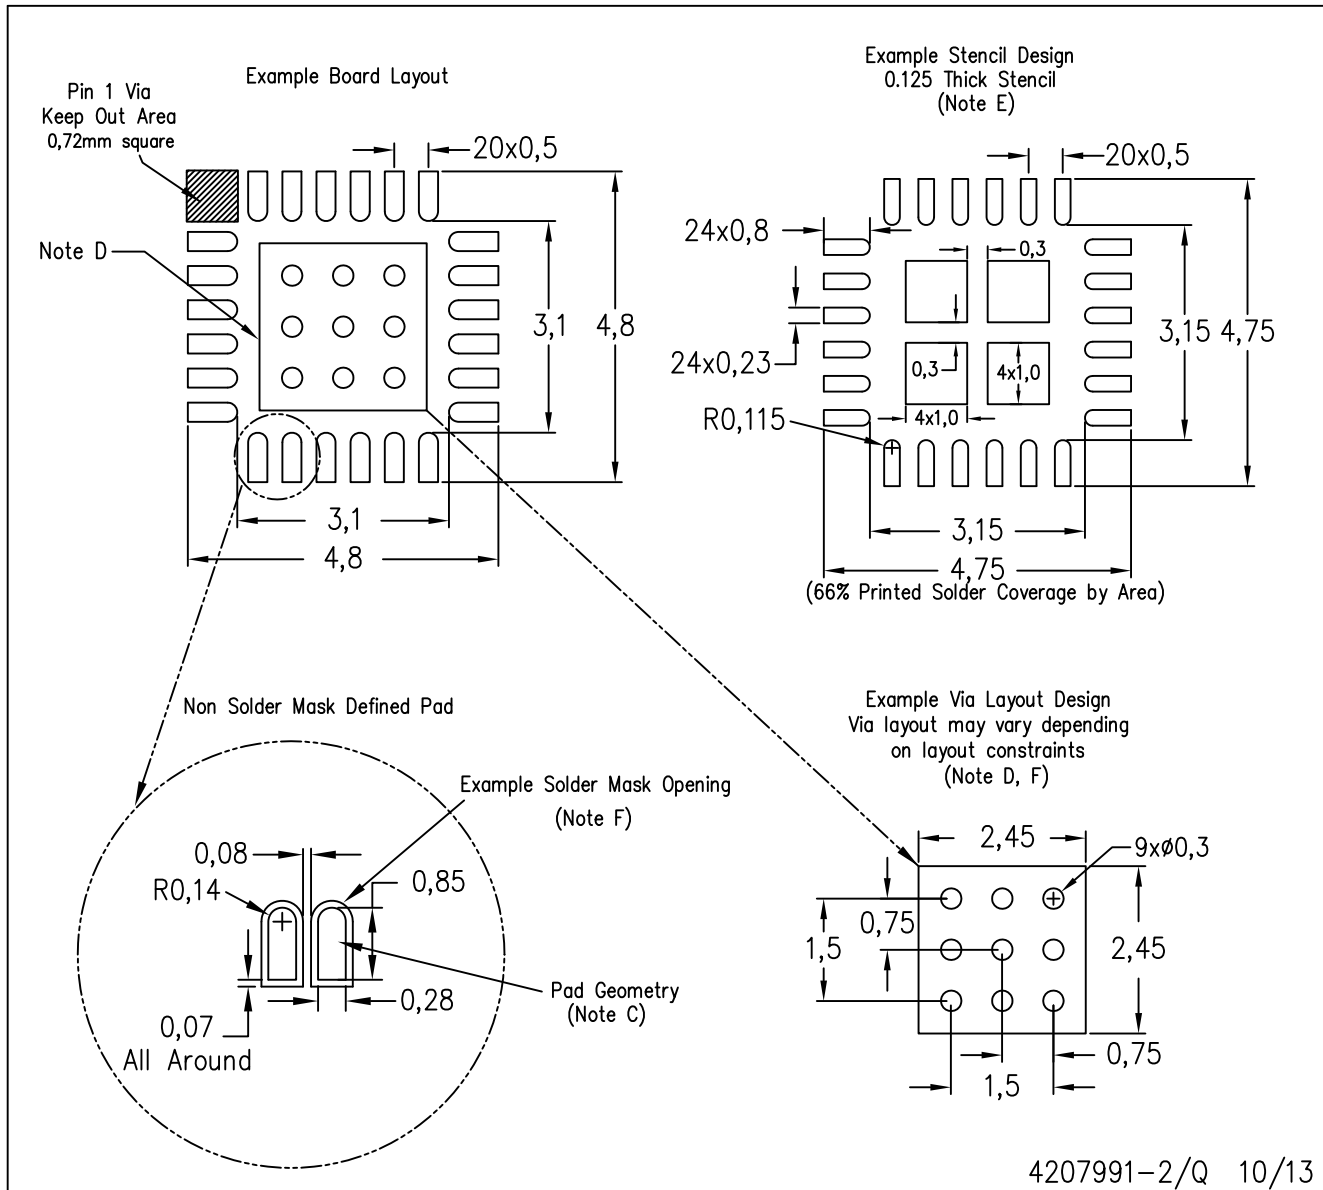 Example Board Layout
Pin 1 Via
Keep Out Area
0,72mm square
20x0,5
Note D
3,1
4,8
3,1
4,8
Example Stencil Design
0.125 Thick Stencil
(Note E)
20x0,5
24x0,8
0,3
24x0,23
0,3
4x1,0
4x1,0
R0,115
3,15
4,75
3,15
4,75
(66% Printed Solder Coverage by Area)
Non Solder Mask Defined Pad
Example Solder Mask Opening
(Note F)
0,08
R0,14
0,85
0,28
Pad Geometry
(Note C)
0,07
All Around
Example Via Layout Design
Via layout may vary depending
on layout constraints
(Note D, F)
2,45
9xø0,3
0,75
1,5
2,45
0,75
1,5
4207991-2/Q 10/13